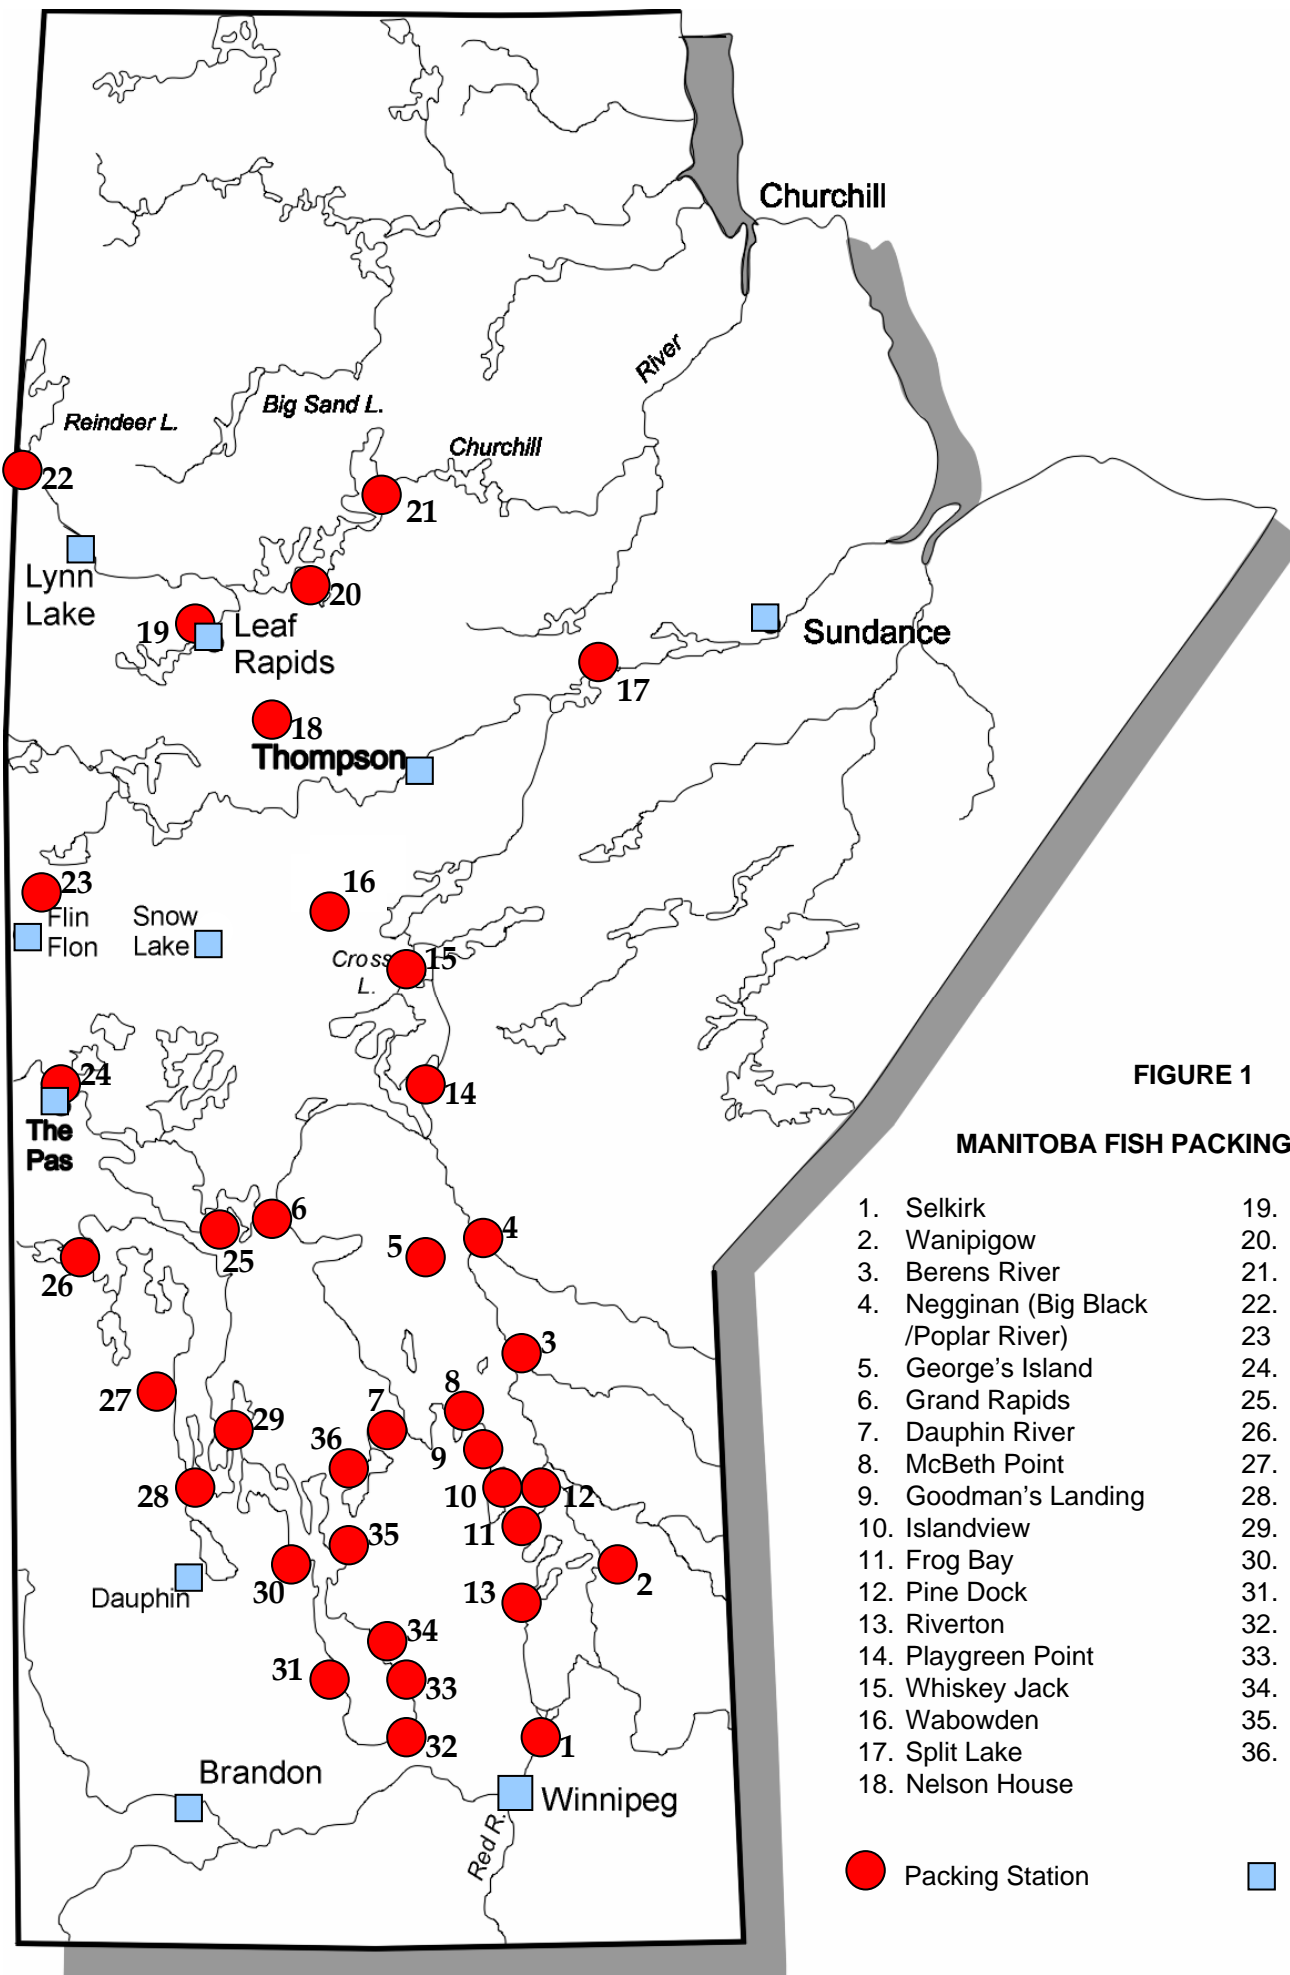 Churchill
River
Big Sand L.
Reindeer L.
Churchill
22
21
Lynn
Lake
20
19
Leaf
Rapids
Sundance
17
18
Thompson
23
16
Flin
Flon
Snow
Lake
Cross
L.
15
24
14
The
Pas
FIGURE 1
MANITOBA FISH PACKING
6
4
5
25
26
3
27
8
7
29
36
9
28
10
12
11
35
30
2
13
Dauphin
34
31
33
32
1
Brandon
Winnipeg
Red R.
1. Selkirk 19.
2. Wanipigow 20.
3. Berens River 21.
4. Negginan (Big Black 22.
/Poplar River) 23
5. George's Island 24.
6. Grand Rapids 25.
7. Dauphin River 26.
8. McBeth Point 27.
9. Goodman's Landing 28.
10. Islandview 29.
11. Frog Bay 30.
12. Pine Dock 31.
13. Riverton 32.
14. Playgreen Point 33.
15. Whiskey Jack 34.
16. Wabowden 35.
17. Split Lake 36.
18. Nelson House
Packing Station